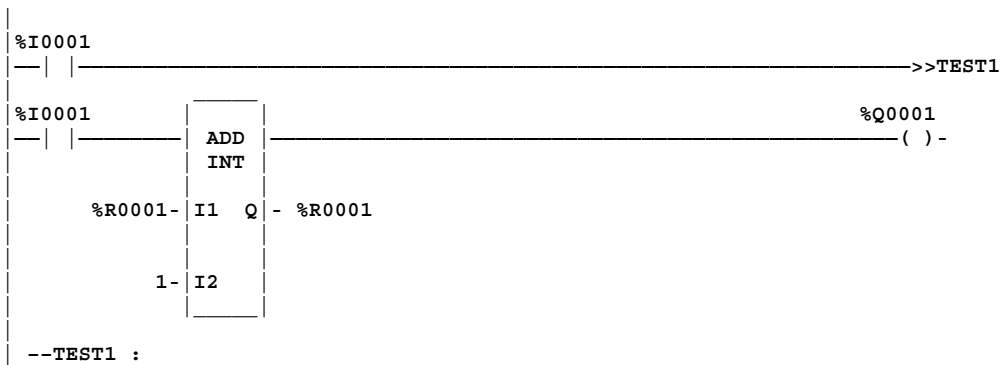 %I0001
>>TEST1
%I0001 %Q0001
ADD ( )-
INT
%R0001- I1 Q - %R0001
1- I2
--TEST1 :